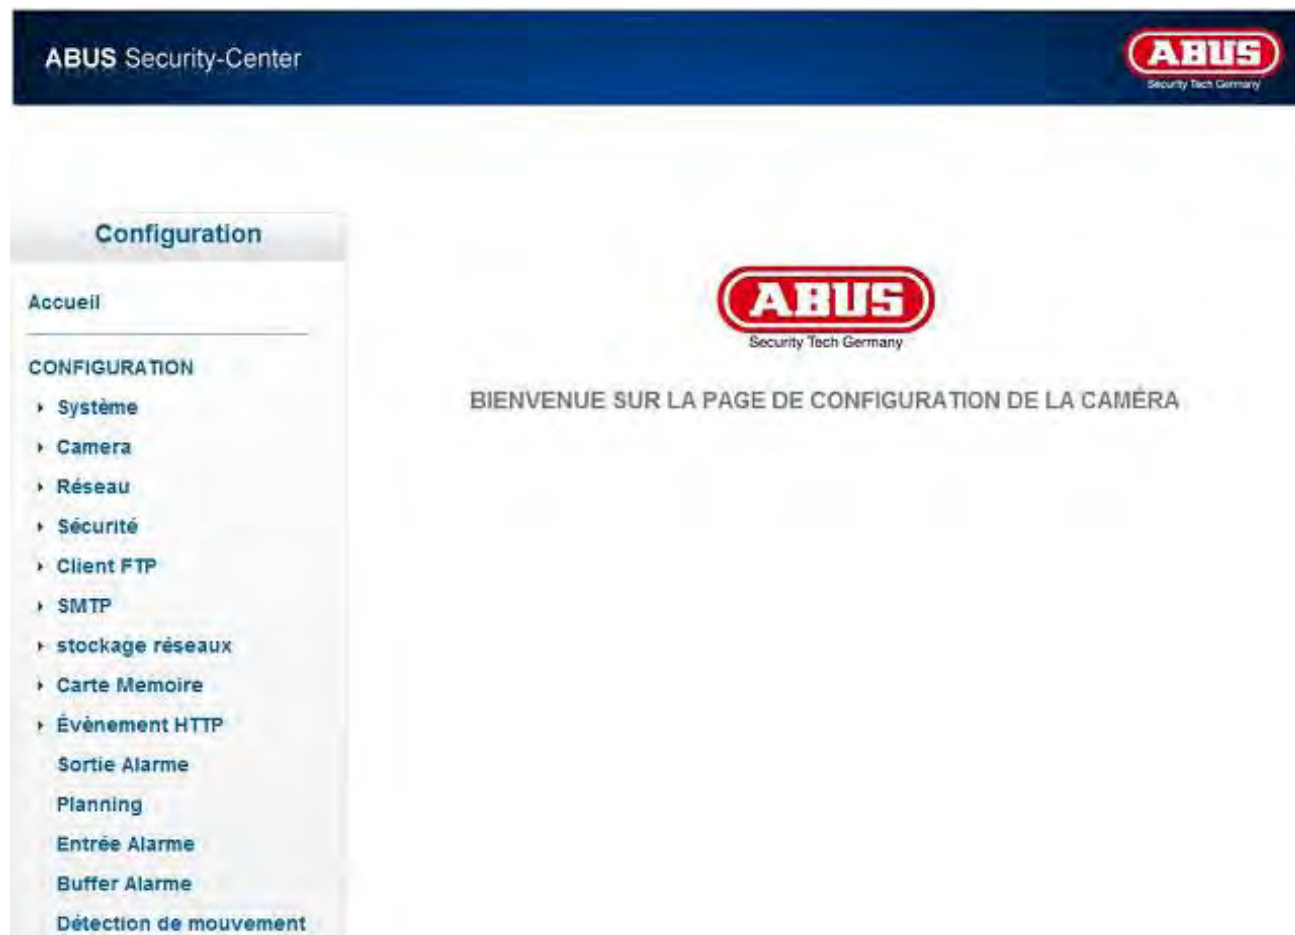 ABUS Security-Center
ABUS
Security Tech Germany
Configuration
Accueil
CONFIGURATION
Système
Camera
Réseau
Sécurité
Client FTP
SMTP
stockage réseaux
Carte Memoire
Évènement HTTP
Sortie Alarme
Planning
Entrée Alarme
Buffer Alarme
Détection de mouvement
ABUS
Security Tech Germany
BIENVENUE SUR LA PAGE DE CONFIGURATION DE LA CAMÉRA